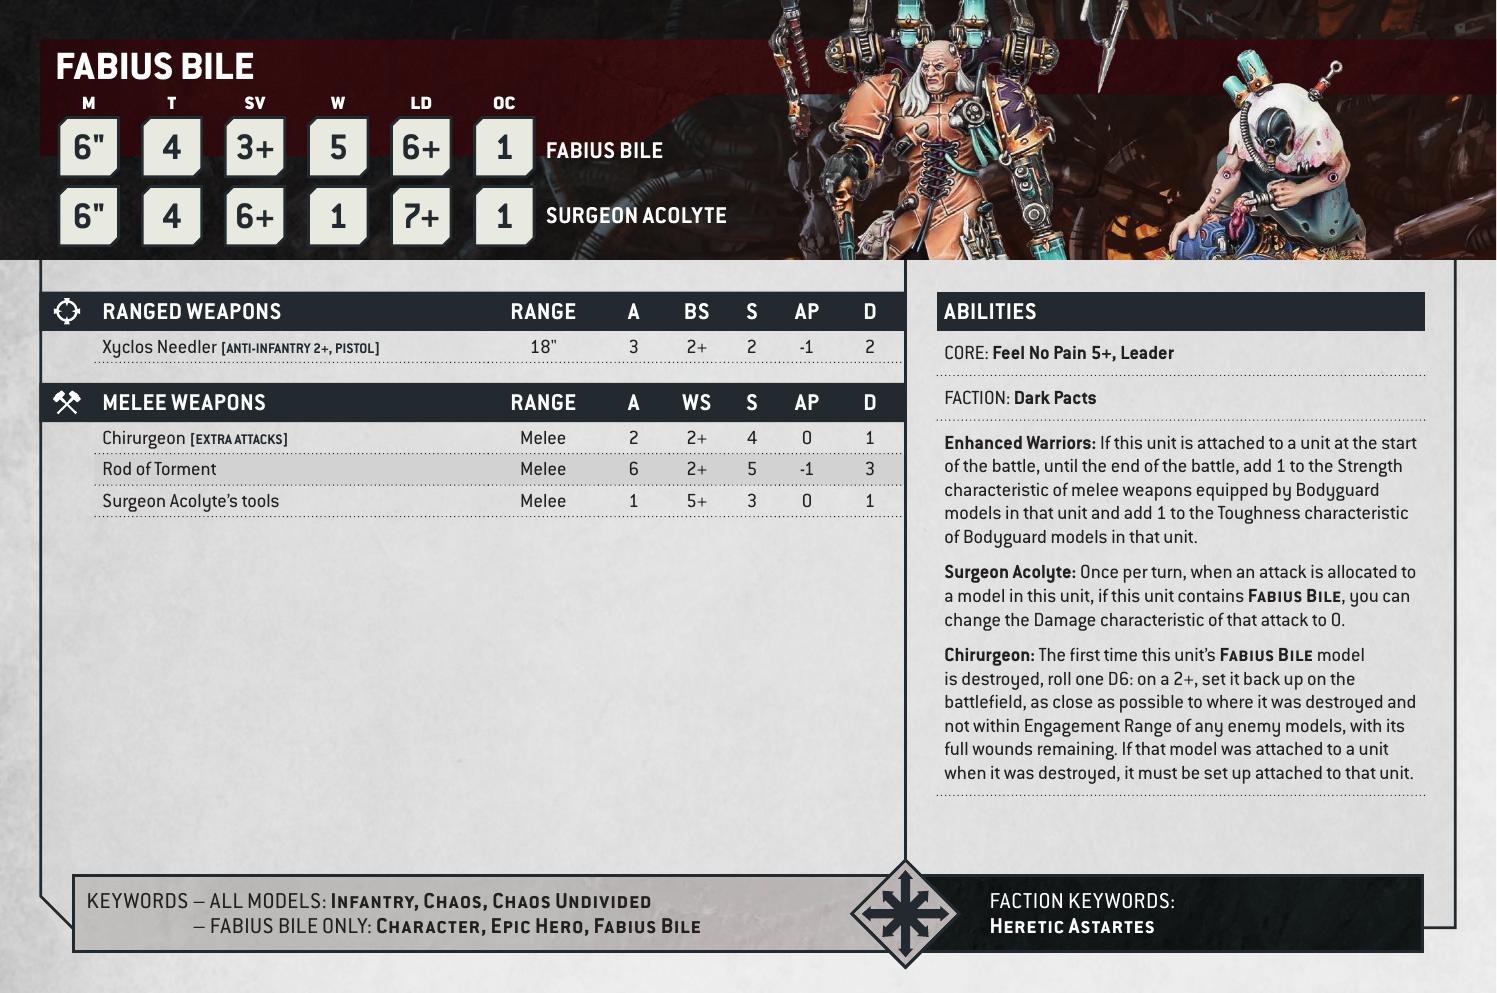 FABIUS BILE
M T SV W LD OC
6" 4 3+ 5 6+ 1 FABIUS BILE
6" 4 6+ 1 7+ 1 SURGEON ACOLYTE
RANGED WEAPONS RANGE A BS S AP D
Xyclos Needler [ANTI-INFANTRY 2+, PISTOL] 18" 3 2+ 2 -1 2
MELEE WEAPONS RANGE A WS S AP D
Chirurgeon [EXTRA ATTACKS] Melee 2 2+ 4 0 1
Rod of Torment Melee 6 2+ 5 -1 3
Surgeon Acolyte's tools Melee 1 5+ 3 0 1
ABILITIES
CORE: Feel No Pain 5+, Leader
FACTION: Dark Pacts
Enhanced Warriors: If this unit is attached to a unit at the start
of the battle, until the end of the battle, add 1 to the Strength
characteristic of melee weapons equipped by Bodyguard
models in that unit and add 1 to the Toughness characteristic
of Bodyguard models in that unit.
Surgeon Acolyte: Once per turn, when an attack is allocated to
a model in this unit, if this unit contains FABIUS BILE, you can
change the Damage characteristic of that attack to 0.
Chirurgeon: The first time this unit's FABIUS BILE model
is destroyed, roll one D6: on a 2+, set it back up on the
battlefield, as close as possible to where it was destroyed and
not within Engagement Range of any enemy models, with its
full wounds remaining. If that model was attached to a unit
when it was destroyed, it must be set up attached to that unit.
KEYWORDS – ALL MODELS: INFANTRY, CHAOS, CHAOS UNDIVIDED
– FABIUS BILE ONLY: CHARACTER, EPIC HERO, FABIUS BILE
FACTION KEYWORDS:
HERETIC ASTARTES